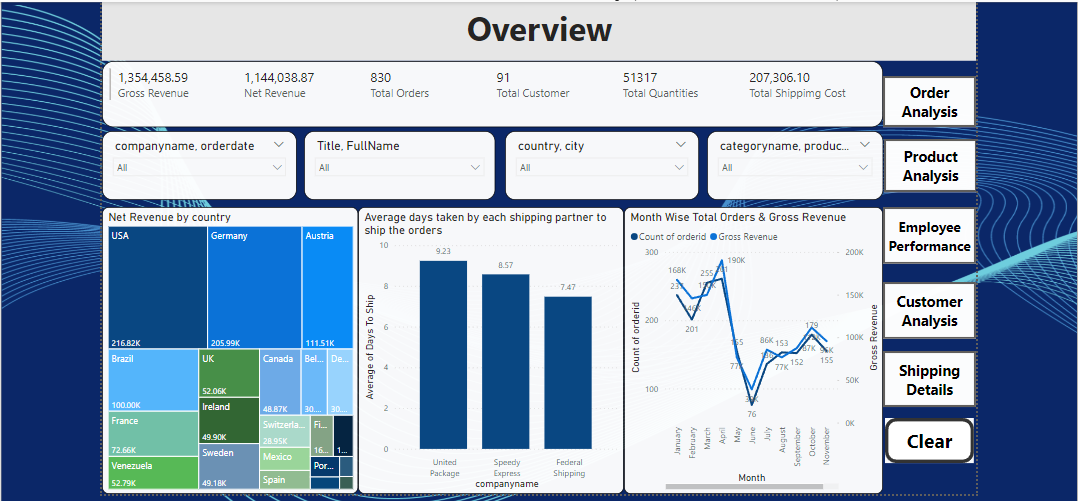 Overview
1,354,458.59
Gross Revenue
1,144,038.87
Net Revenue
830
Total Orders
91
Total Customer
51317
Total Quantities
207,306.10
Total Shippimg Cost
Order
Analysis
Product
Analysis
Employee
Performance
Customer
Analysis
Shipping
Details
Clear
companyname, orderdate
All
Title, FullName
All
country, city
All
categoryname, produc...
All
Net Revenue by country
USA
216.82K
Germany
205.99K
Austria
111.51K
Brazil
100.00K
France
72.66K
Venezuela
52.79K
UK
52.06K
Ireland
49.90K
Sweden
49.18K
Canada
48.87K
Bel...
30....
De...
30...
Switzerla...
28.95K
Mexico
Spain
Fi...
16...
1...
Por...
Average days taken by each shipping partner to
ship the orders
Average of Days To Ship
10
8
6
4
2
0
9.23
8.57
7.47
United
Package
Speedy
Express
Federal
Shipping
companyname
Month Wise Total Orders & Gross Revenue
Count of orderid
Gross Revenue
Count of orderid
300
200
100
200K
150K
100K
50K
0K
Gross Revenue
168K
201
255
190K
77K
76
86K
153
77K
152
179
87K
155
January
February
March
April
May
June
July
August
September
October
November
Month